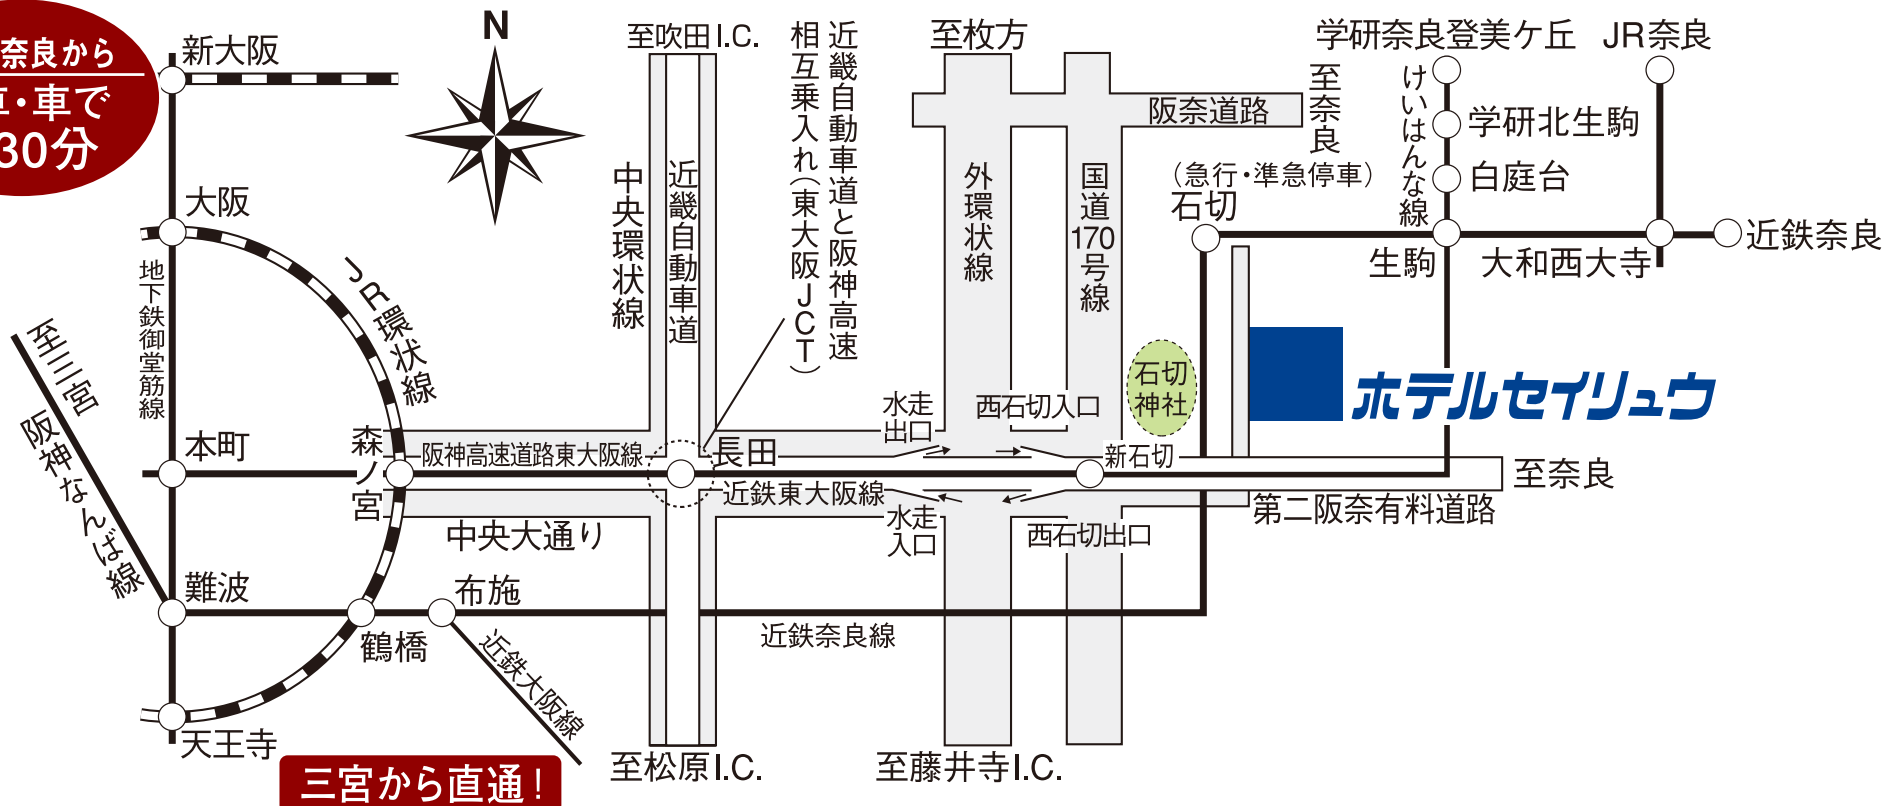 奈良から
車・車で
30分
新大阪
N
至吹田I.C.
近畿自動車道と阪神高速
相互乗入れ(東大阪JCT)
至枚方
学研奈良登美ケ丘
JR奈良
至奈良
けいはんな線
学研北生駒
白庭台
阪奈道路
(急行・準急停車)
石切
近鉄奈良
生駒
大和西大寺
大阪
地下鉄御堂筋線
JR環状線
中央環状線
近畿自動車道
外環状線
国道170号線
至三宮
阪神なんば線
石切
神社
ホテルセイリュウ
本町
森ノ宮
阪神高速道路東大阪線
長田
水走
出口
西石切入口
新石切
至奈良
近鉄東大阪線
中央大通り
水走
入口
西石切出口
第二阪奈有料道路
難波
鶴橋
布施
近鉄奈良線
近鉄大阪線
天王寺
三宮から直通!
至松原I.C.
至藤井寺I.C.